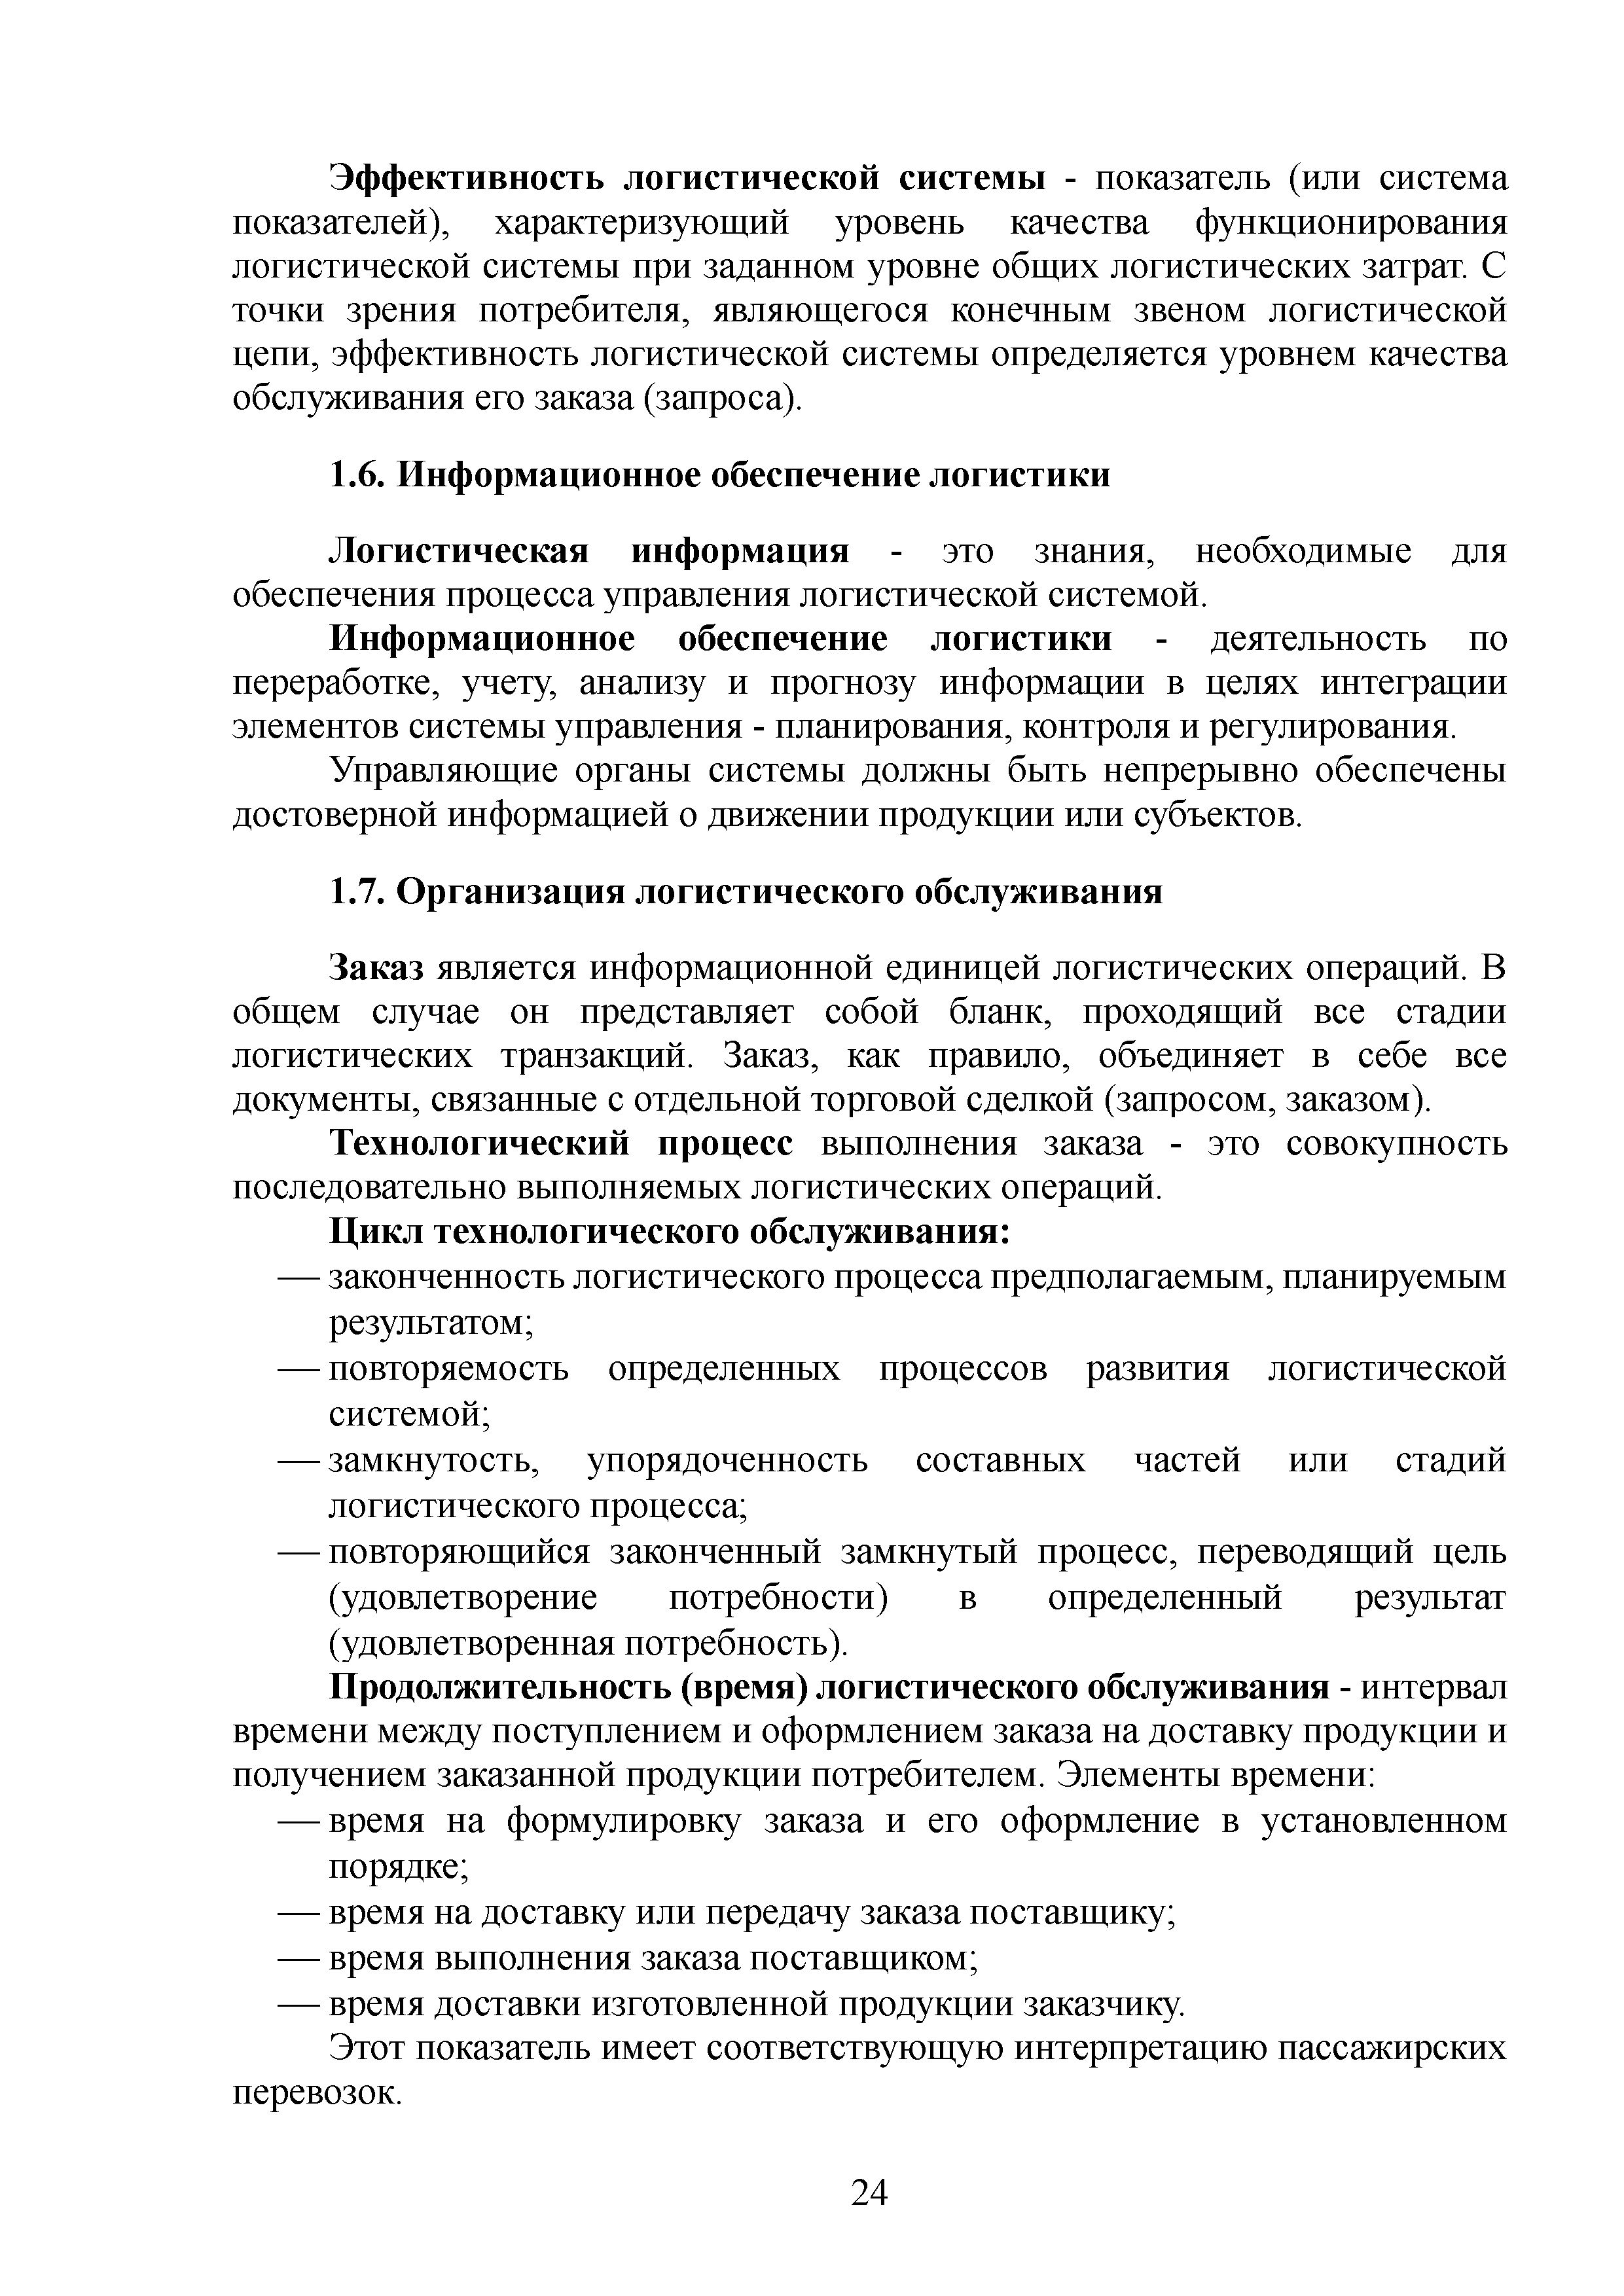 Эффективность логистической системы - показатель (или система
показателей), характеризующий уровень качества функционирования
логистической системы при заданном уровне общих логистических затрат. С
точки зрения потребителя, являющегося конечным звеном логистической
цепи, эффективность логистической системы определяется уровнем качества
обслуживания его заказа (запроса).
1.6. Информационное обеспечение логистики
Логистическая информация - это знания, необходимые для
обеспечения процесса управления логистической системой.
Информационное обеспечение логистики - деятельность по
переработке, учету, анализу и прогнозу информации в целях интеграции
элементов системы управления - планирования, контроля и регулирования.
Управляющие органы системы должны быть непрерывно обеспечены
достоверной информацией о движении продукции или субъектов.
1.7. Организация логистического обслуживания
Заказ является информационной единицей логистических операций. В
общем случае он представляет собой бланк, проходящий все стадии
логистических транзакций. Заказ, как правило, объединяет в себе все
документы, связанные с отдельной торговой сделкой (запросом, заказом).
Технологический процесс выполнения заказа - это совокупность
последовательно выполняемых логистических операций.
Цикл технологического обслуживания:
— законченность логистического процесса предполагаемым, планируемым
результатом;
— повторяемость определенных процессов развития логистической
системой;
— замкнутость, упорядоченность составных частей или стадий
логистического процесса;
— повторяющийся законченный замкнутый процесс, переводящий цель
(удовлетворение потребности) в определенный результат
(удовлетворенная потребность).
Продолжительность (время) логистического обслуживания - интервал
времени между поступлением и оформлением заказа на доставку продукции и
получением заказанной продукции потребителем. Элементы времени:
— время на формулировку заказа и его оформление в установленном
порядке;
— время на доставку или передачу заказа поставщику;
— время выполнения заказа поставщиком;
— время доставки изготовленной продукции заказчику.
Этот показатель имеет соответствующую интерпретацию пассажирских
перевозок.
24